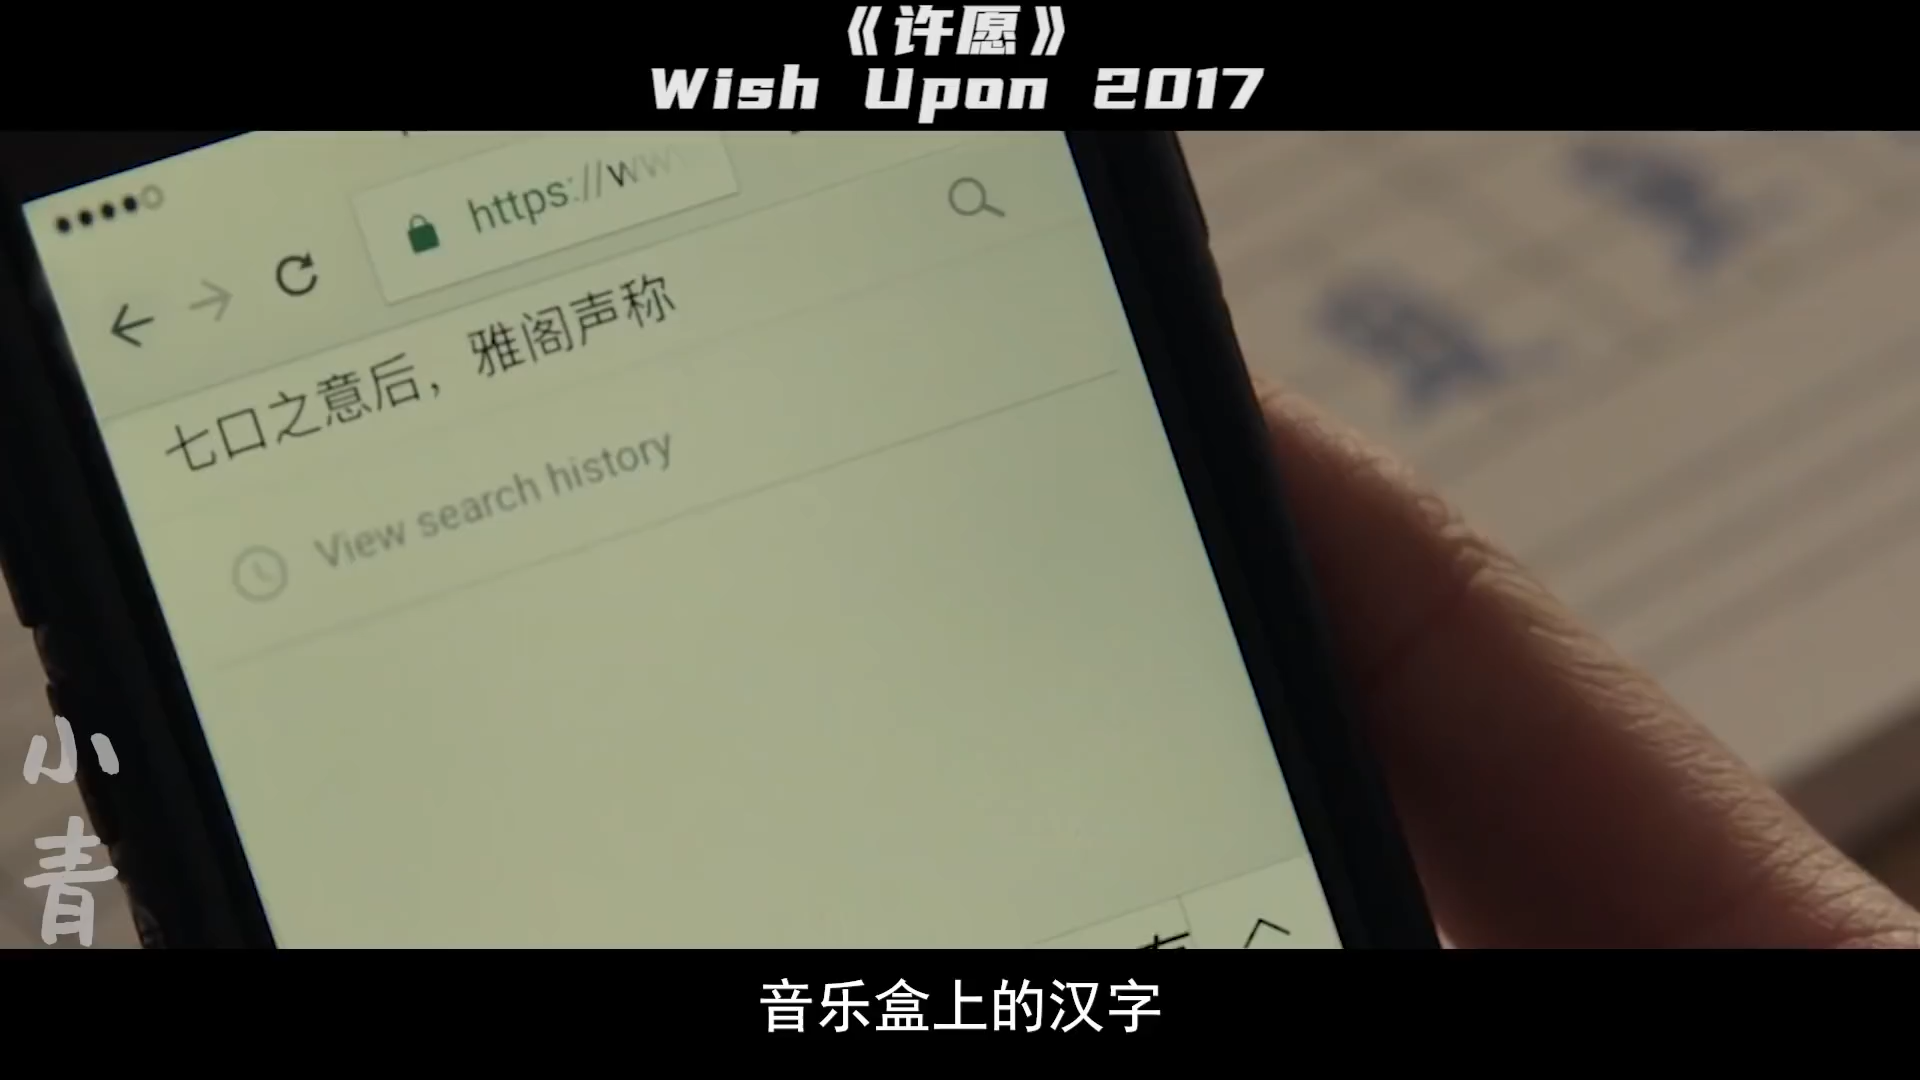 《许愿》
Wish Upon 2017
https://ww
七口之意后，雅阁声称
View search history
小青
音乐盒上的汉字